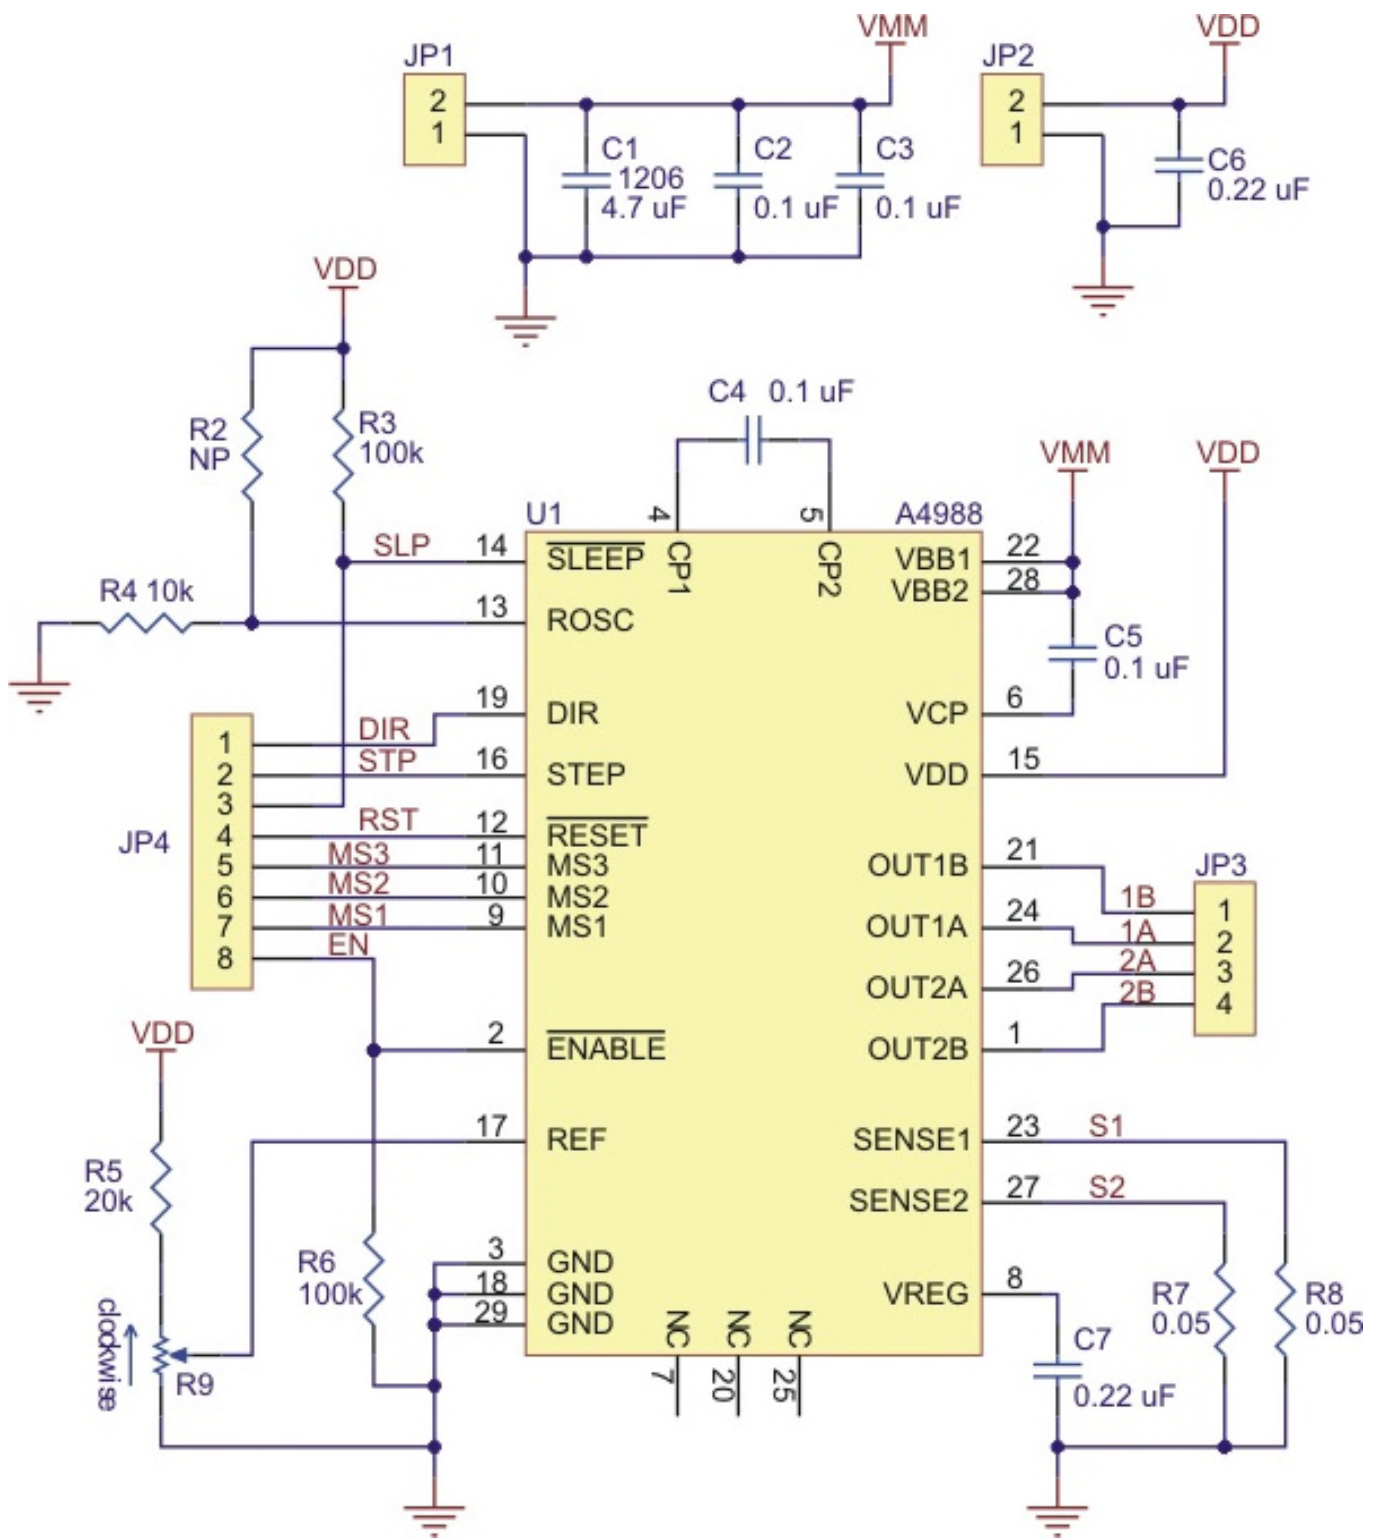 VMM
VDD
JP1
JP2
2
1
C1
1206
4.7 uF
C2
0.1 uF
C3
0.1 uF
2
1
C6
0.22 uF
VDD
R2
NP
R3
100k
C4 0.1 uF
VMM
VDD
U1
A4988
4
CP1
5
CP2
SLP
14
SLEEP
R4 10k
13
ROSC
VBB1
22
VBB2
28
C5
0.1 uF
19
DIR
DIR
VCP
6
JP4
1
2
3
4
5
6
7
8
STP
16
STEP
VDD
15
RST
12
RESET
MS3
11
MS3
MS2
10
MS2
MS1
9
MS1
EN
OUT1B
21
OUT1A
24
OUT2A
26
OUT2B
1
JP3
1B
1
1A
2
2A
3
2B
4
VDD
2
ENABLE
17
REF
SENSE1
23
S1
SENSE2
27
S2
R5
20k
R6
100k
3
GND
18
GND
29
GND
VREG
8
R7
0.05
R8
0.05
clockwise
R9
NC
7
NC
20
NC
25
C7
0.22 uF